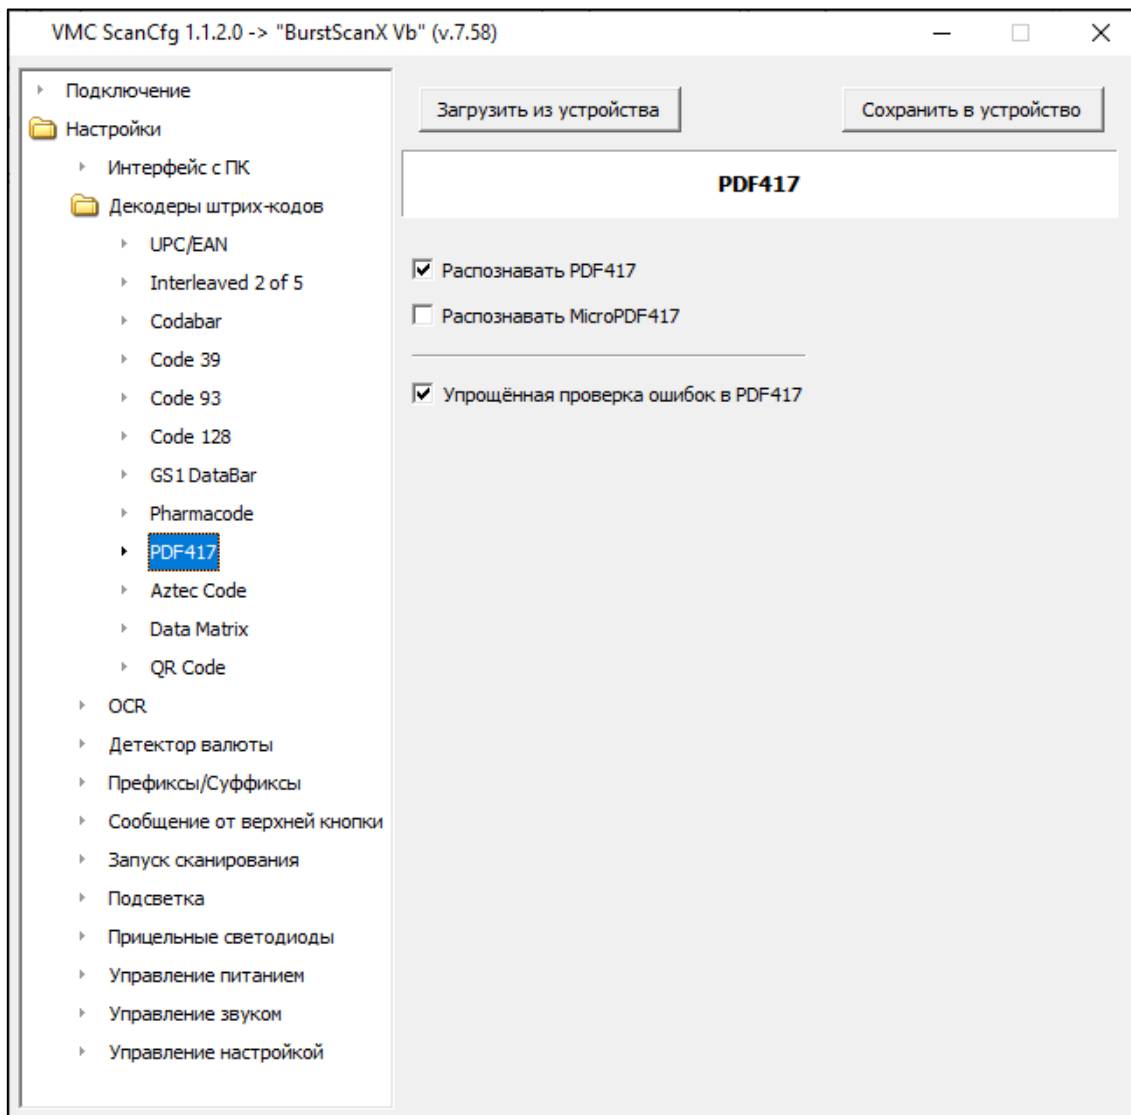 VMC ScanCfg 1.1.2.0 -> "BurstScanX Vb" (v.7.58)
Подключение
Настройки
Интерфейс с ПК
Декодеры штрих-кодов
UPC/EAN
Interleaved 2 of 5
Codabar
Code 39
Code 93
Code 128
GS1 DataBar
Pharmacode
PDF417
Aztec Code
Data Matrix
QR Code
OCR
Детектор валюты
Префиксы/Суффиксы
Сообщение от верхней кнопки
Запуск сканирования
Подсветка
Прицельные светодиоды
Управление питанием
Управление звуком
Управление настройкой
Загрузить из устройства
Сохранить в устройство
PDF417
Распознавать PDF417
Распознавать MicroPDF417
Упрощённая проверка ошибок в PDF417